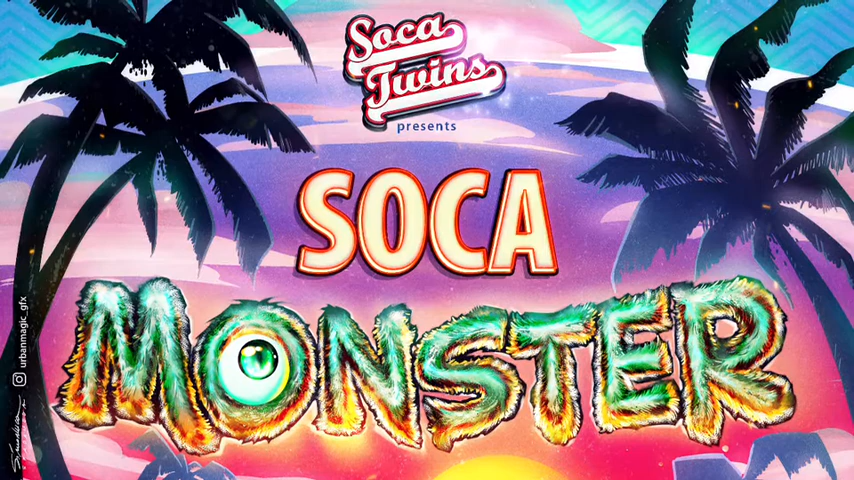 Soca
Twins
presents
SOCA
MONSTER
urbanmagic_gfx